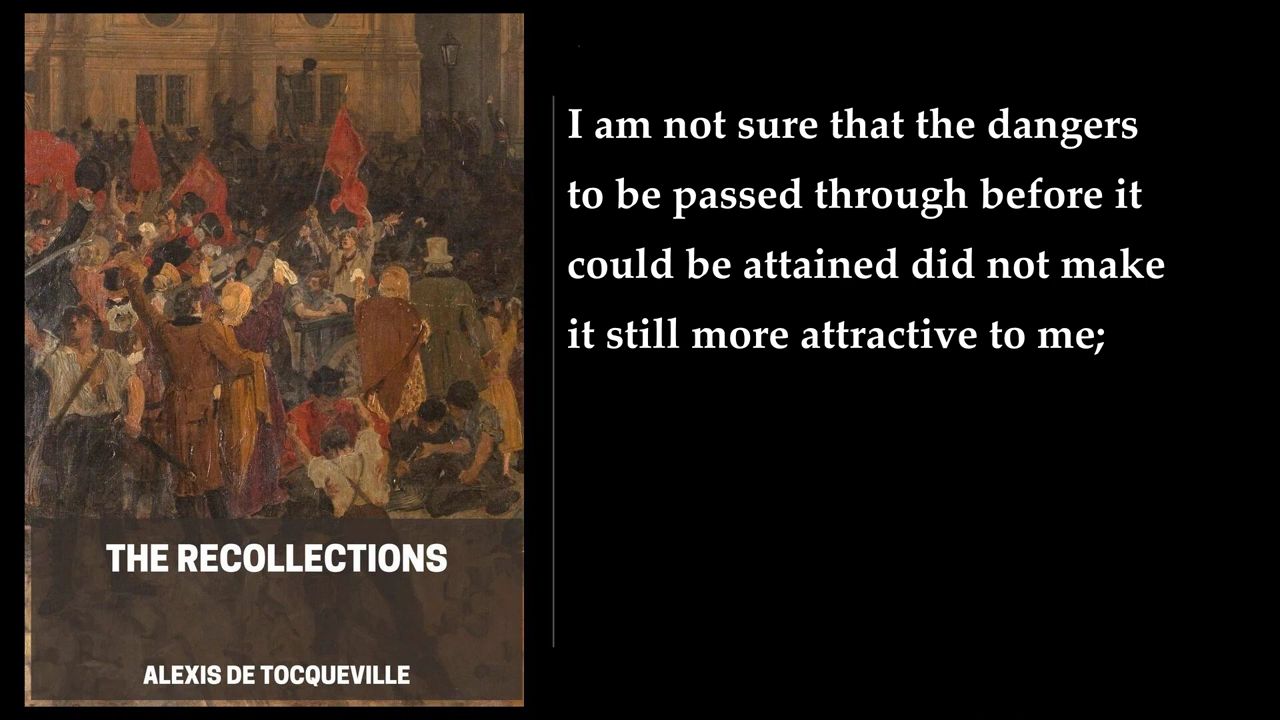 I am not sure that the dangers
to be passed through before it
could be attained did not make
it still more attractive to me;
THE RECOLLECTIONS
ALEXIS DE TOCQUEVILLE